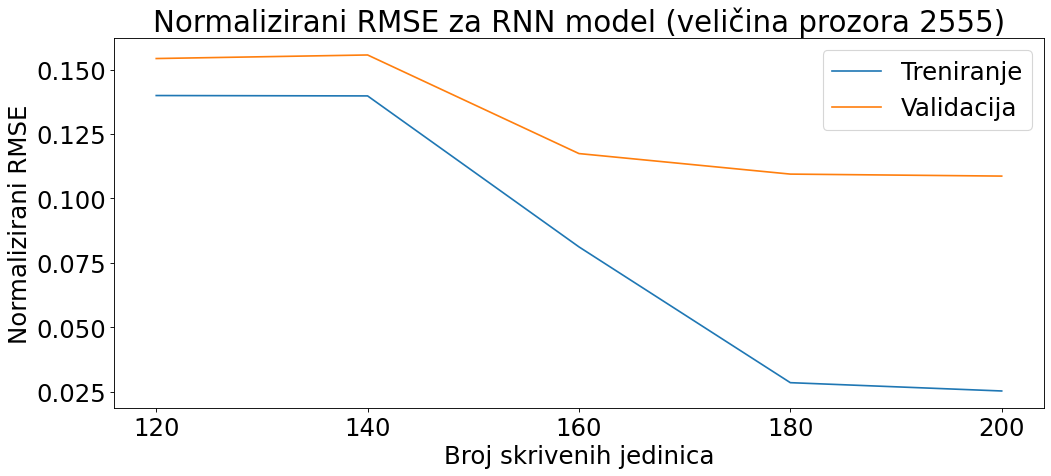 Normalizirani RMSE za RNN model (veličina prozora 2555)
Treniranje
Validacija
Normalizirani RMSE
0.150
0.125
0.100
0.075
0.050
0.025
120 140 160 180 200
Broj skrivenih jedinica